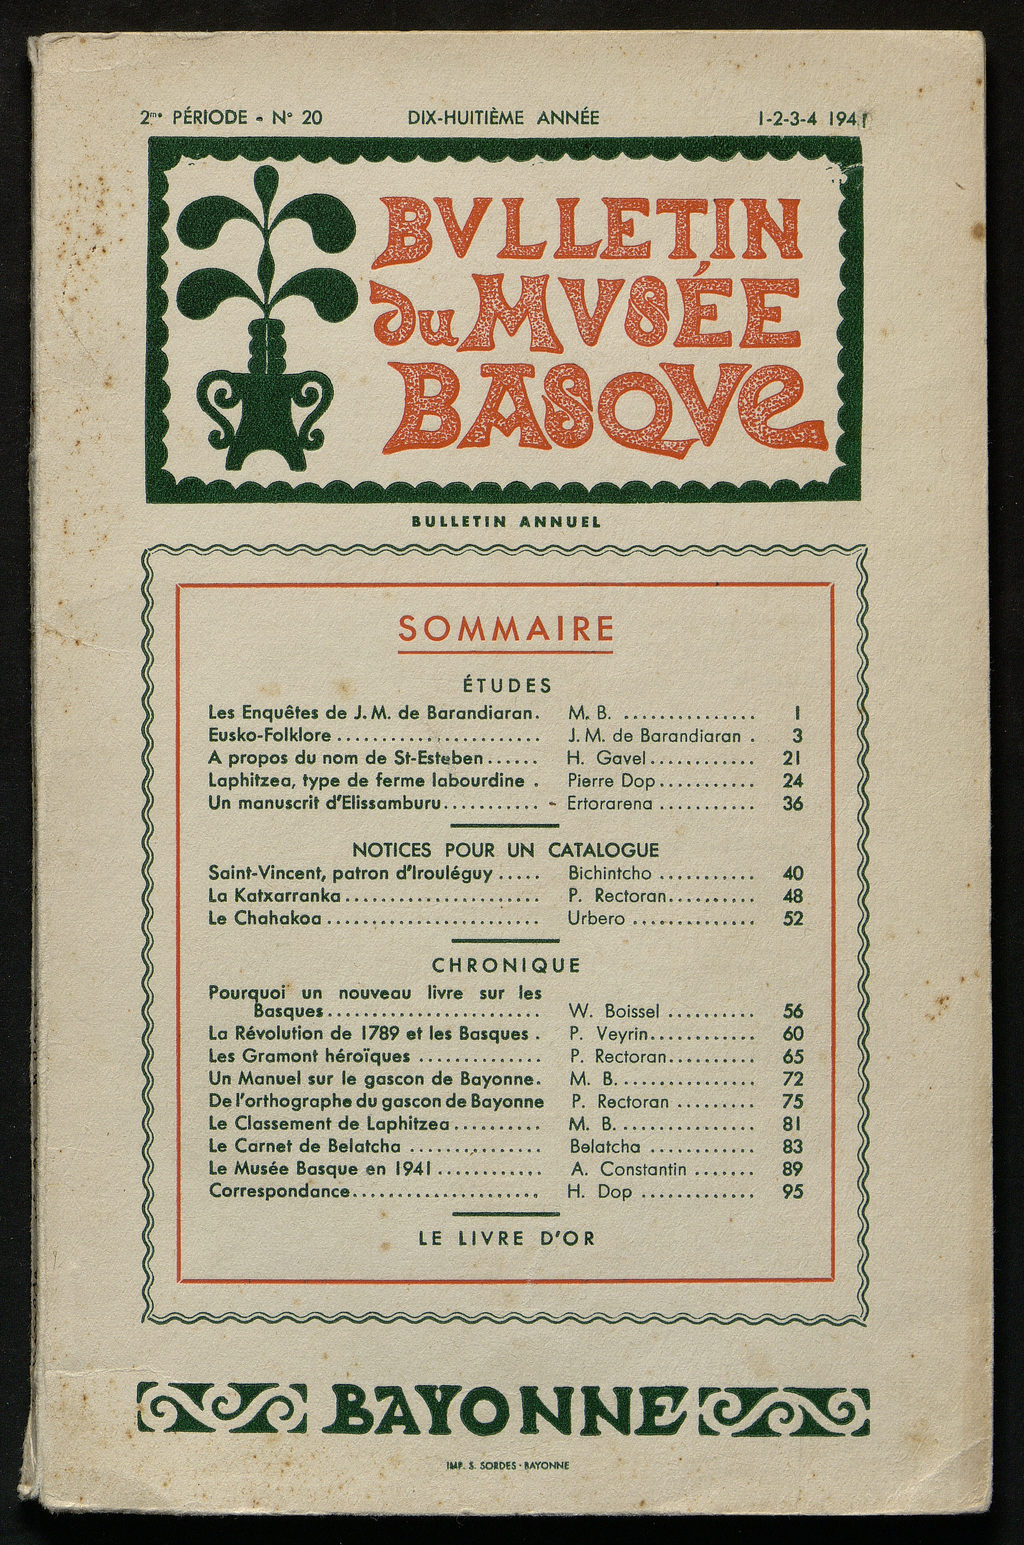 2me PÉRIODE - N° 20 DIX-HUITIÈME ANNÉE 1-2-3-4 1941
BVLLETIN
du MVSÉE
BASQVe
BULLETIN ANNUEL
SOMMAIRE
ÉTUDES
Les Enquêtes de J. M. de Barandiaran. M. B. ............... 1
Eusko-Folklore ........................ J. M. de Barandiaran . 3
A propos du nom de St-Esteben...... H. Gavel............ 21
Laphitzea, type de ferme labourdine . Pierre Dop........... 24
Un manuscrit d'Elissamburu........... - Ertorarena ........... 36
NOTICES POUR UN CATALOGUE
Saint-Vincent, patron d'Irouléguy ..... Bichintcho ........... 40
La Katxarranka...................... P. Rectoran.......... 48
Le Chahakoa ........................ Urbero .............. 52
CHRONIQUE
Pourquoi un nouveau livre sur les
Basques........................ W. Boissel .......... 56
La Révolution de 1789 et les Basques . P. Veyrin............ 60
Les Gramont héroïques .............. P. Rectoran.......... 65
Un Manuel sur le gascon de Bayonne. M. B. ............... 72
De l'orthographe du gascon de Bayonne P. Rectoran ......... 75
Le Classement de Laphitzea.......... M. B. ............... 81
Le Carnet de Belatcha ............... Belatcha ............ 83
Le Musée Basque en 1941 ............ A. Constantin ....... 89
Correspondance..................... H. Dop ............. 95
LE LIVRE D'OR
BAYONNE
IMP. S. SORDES - BAYONNE